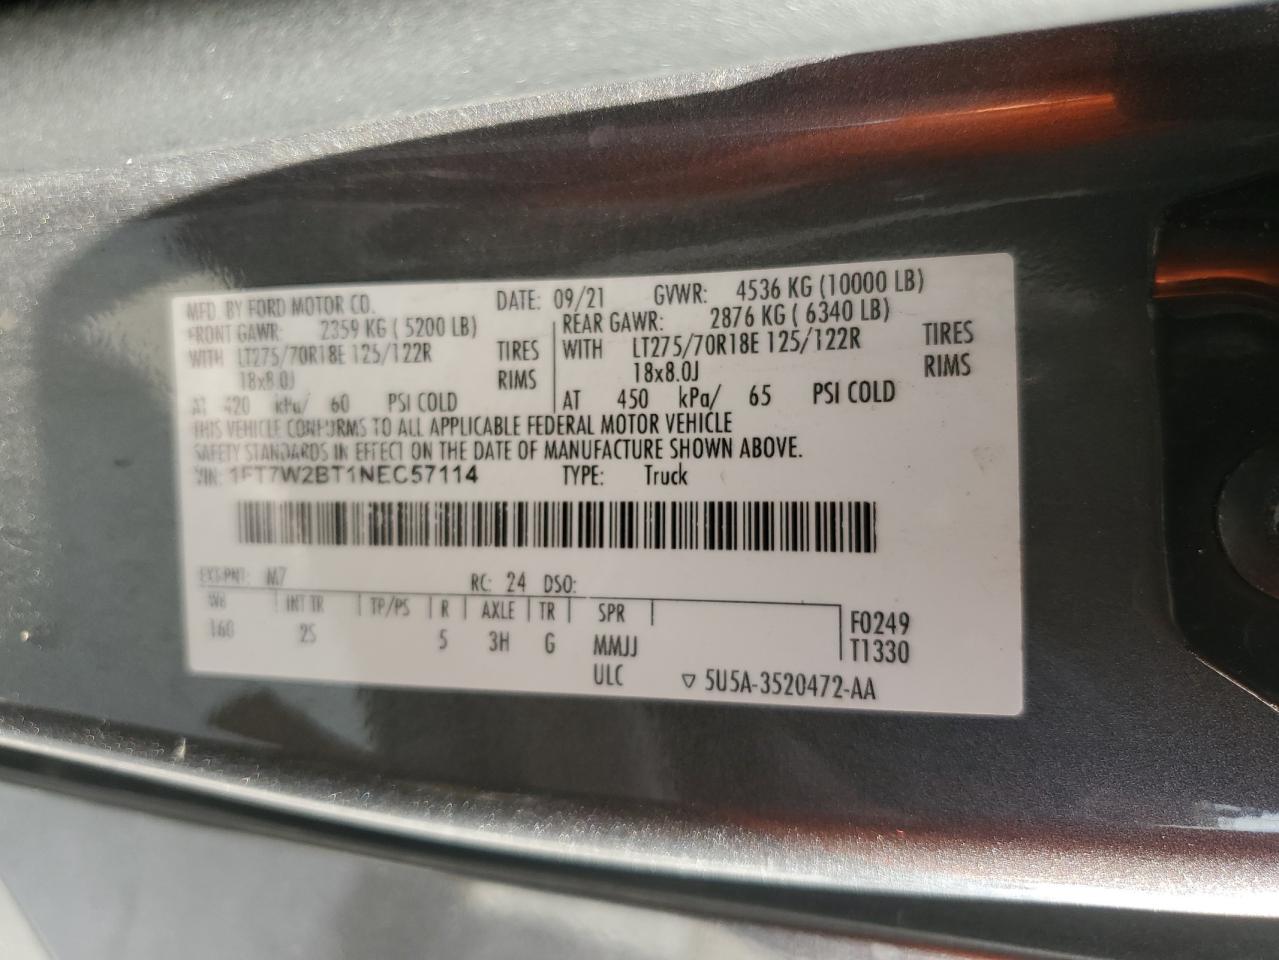 MFD. BY FORD MOTOR CO. DATE: 09/21 GVWR: 4536 KG (10000 LB)
FRONT GAWR: 2359 KG ( 5200 LB) REAR GAWR: 2876 KG ( 6340 LB)
WITH LT275/70R18E 125/122R TIRES WITH LT275/70R18E 125/122R TIRES
18x8.0J RIMS 18x8.0J RIMS
AT 420 kPa/ 60 PSI COLD AT 450 kPa/ 65 PSI COLD
THIS VEHICLE CONFORMS TO ALL APPLICABLE FEDERAL MOTOR VEHICLE
SAFETY STANDARDS IN EFFECT ON THE DATE OF MANUFACTURE SHOWN ABOVE.
VIN: 1FT7W2BT1NEC57114 TYPE: Truck
EXT PNT: M7 RC: 24 DSO:
WB INT TR TP/PS R AXLE TR SPR F0249
160 2S 5 3H G MMJJ T1330
ULC ▽ 5U5A-3520472-AA